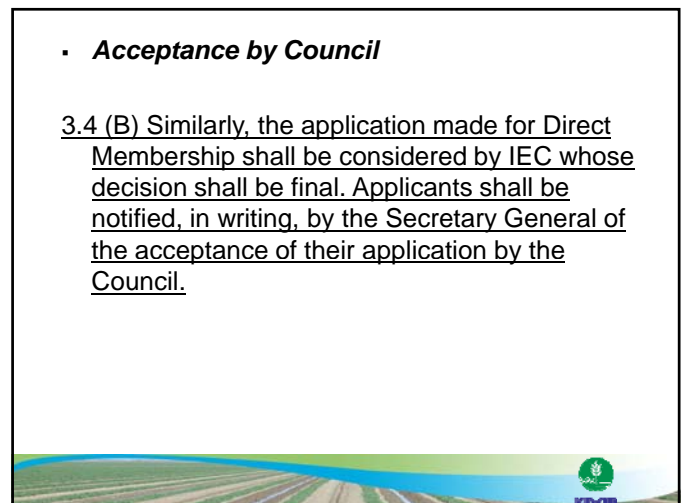 ▪ Acceptance by Council
3.4 (B) Similarly, the application made for Direct
Membership shall be considered by IEC whose
decision shall be final. Applicants shall be
notified, in writing, by the Secretary General of
the acceptance of their application by the
Council.